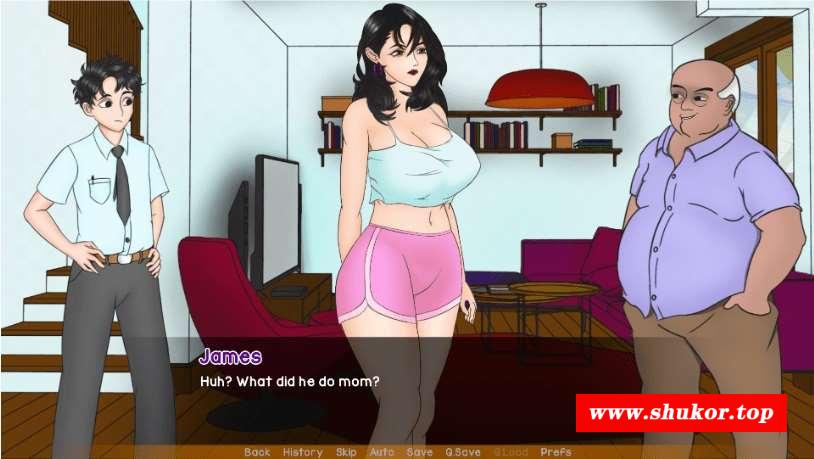 James
Huh? What did he do mom?
www.shukor.top
Back History Skip Auto Save Q.Save Q.Load Prefs